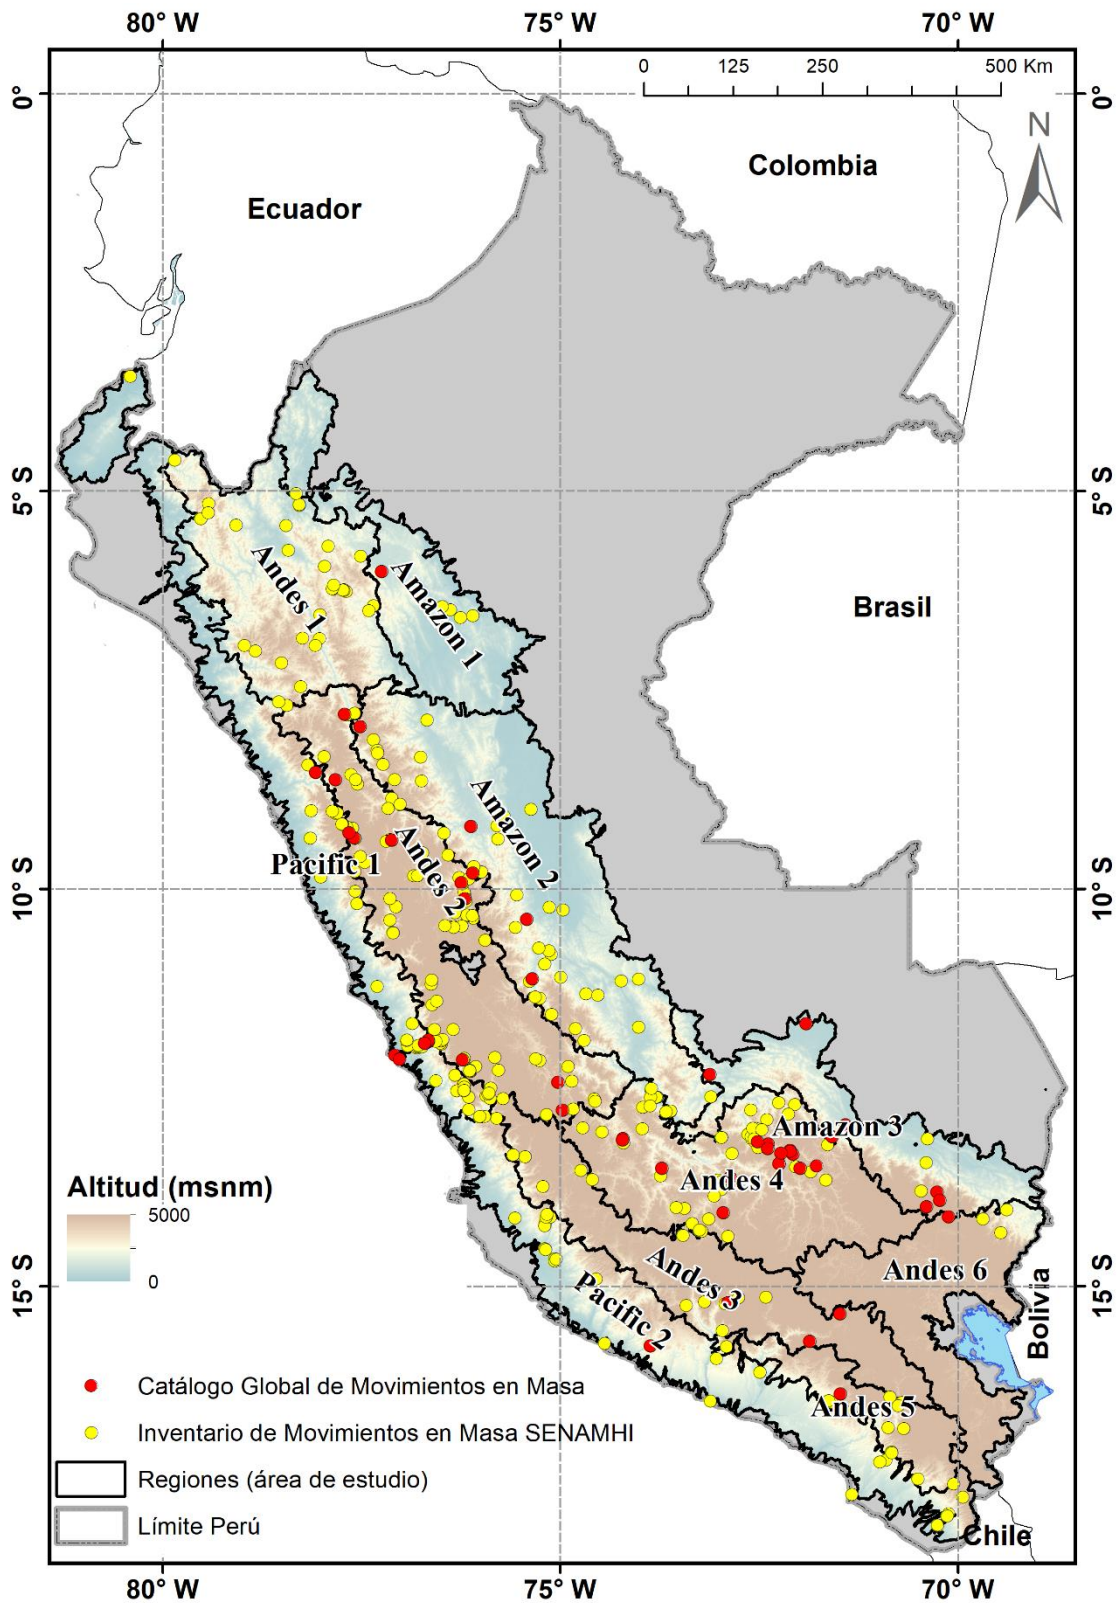 80° W 75° W 70° W
0 125 250 500 Km
0° 0°
N
Colombia
Ecuador
5° S 5° S
Andes 1
Amazon 1
Brasil
Amazon 2
Andes 2
Pacific 1
10° S 10° S
Amazon 3
Andes 4
Altitud (msnm)
5000
0
Andes 6
15° S 15° S
Andes 3
Pacific 2
Bolivia
Catálogo Global de Movimientos en Masa
Andes 5
Inventario de Movimientos en Masa SENAMHI
Regiones (área de estudio)
Límite Perú
Chile
80° W 75° W 70° W